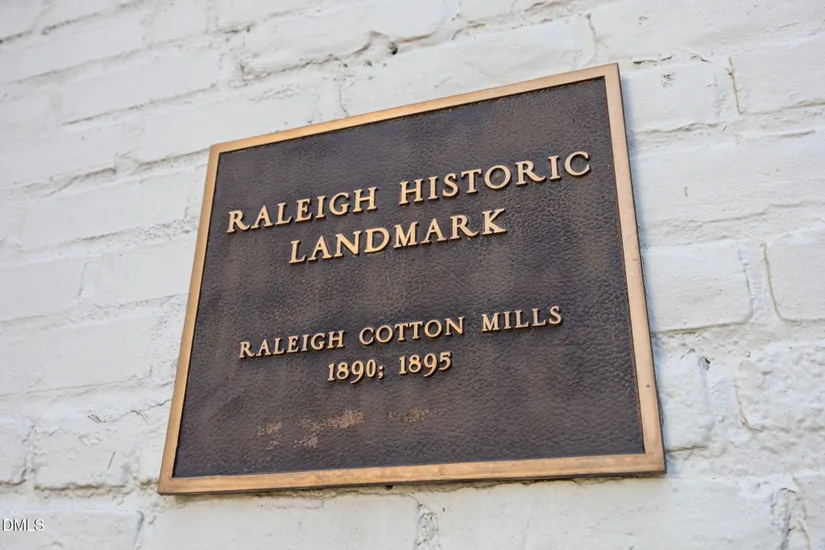 RALEIGH HISTORIC
LANDMARK
RALEIGH COTTON MILLS
1890; 1895
DMLS